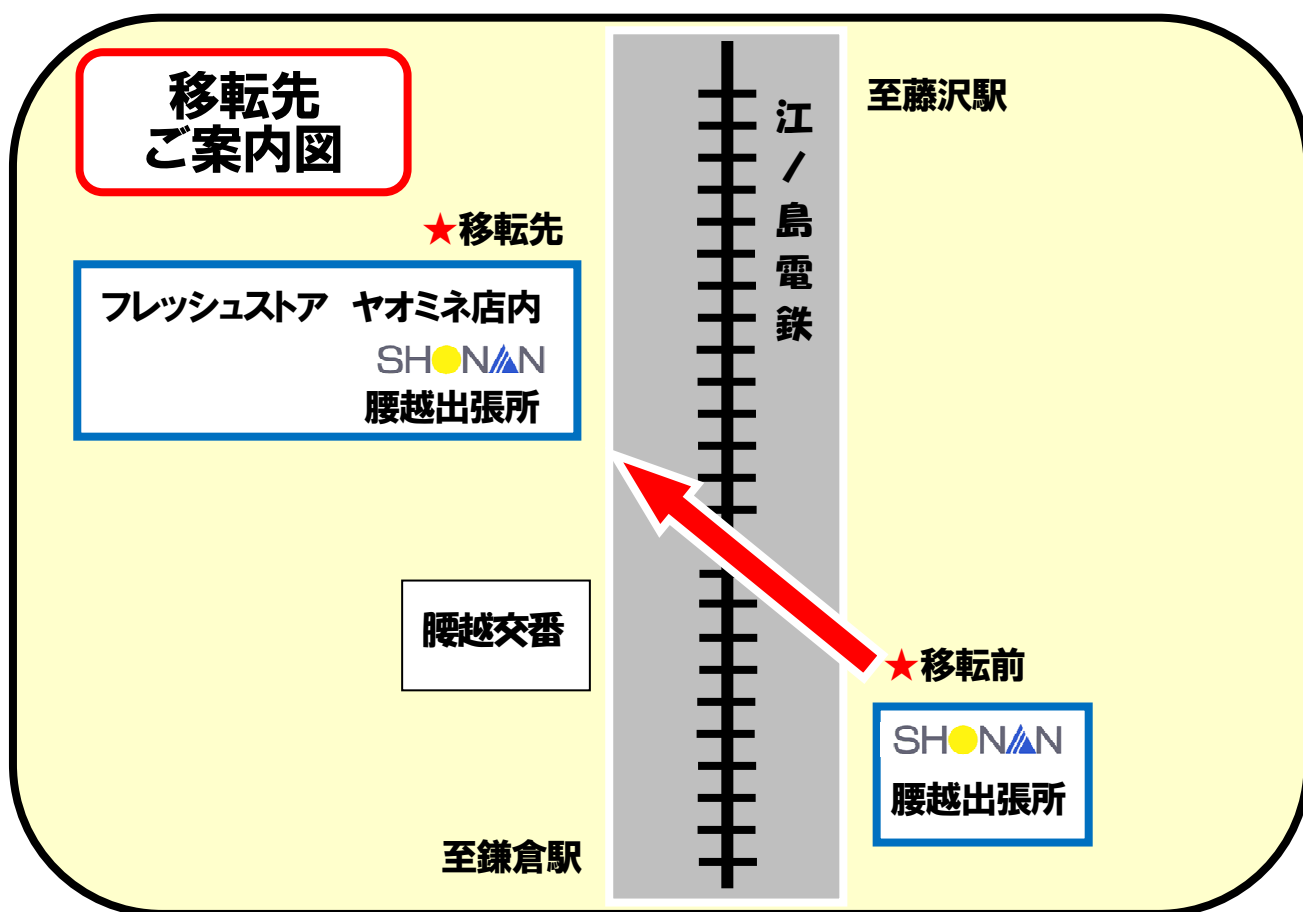 移転先
ご案内図
至藤沢駅
江ノ島電鉄
★移転先
フレッシュストア ヤオミネ店内
SHONAN
腰越出張所
腰越交番
★移転前
SHONAN
腰越出張所
至鎌倉駅